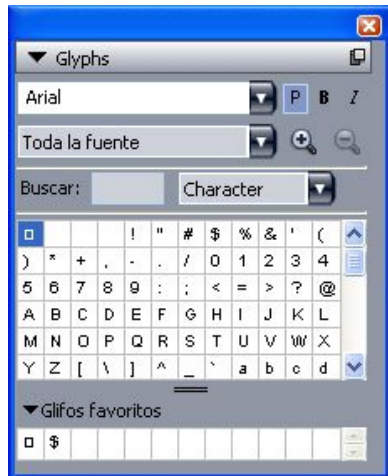 Glyphs
Arial P B I
Toda la fuente
Buscar: Character
¤ ! " # $ % & ' (
) * + , - . / 0 1 2 3 4
5 6 7 8 9 : ; < = > ? @
A B C D E F G H I J K L
M N O P Q R S T U V W X
Y Z [ \ ] ^ _ ` a b c d
Glifos favoritos
¤ $